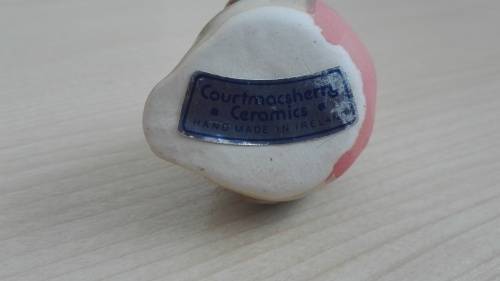 Courtmacsherry
Ceramics
HAND MADE IN IRELAND